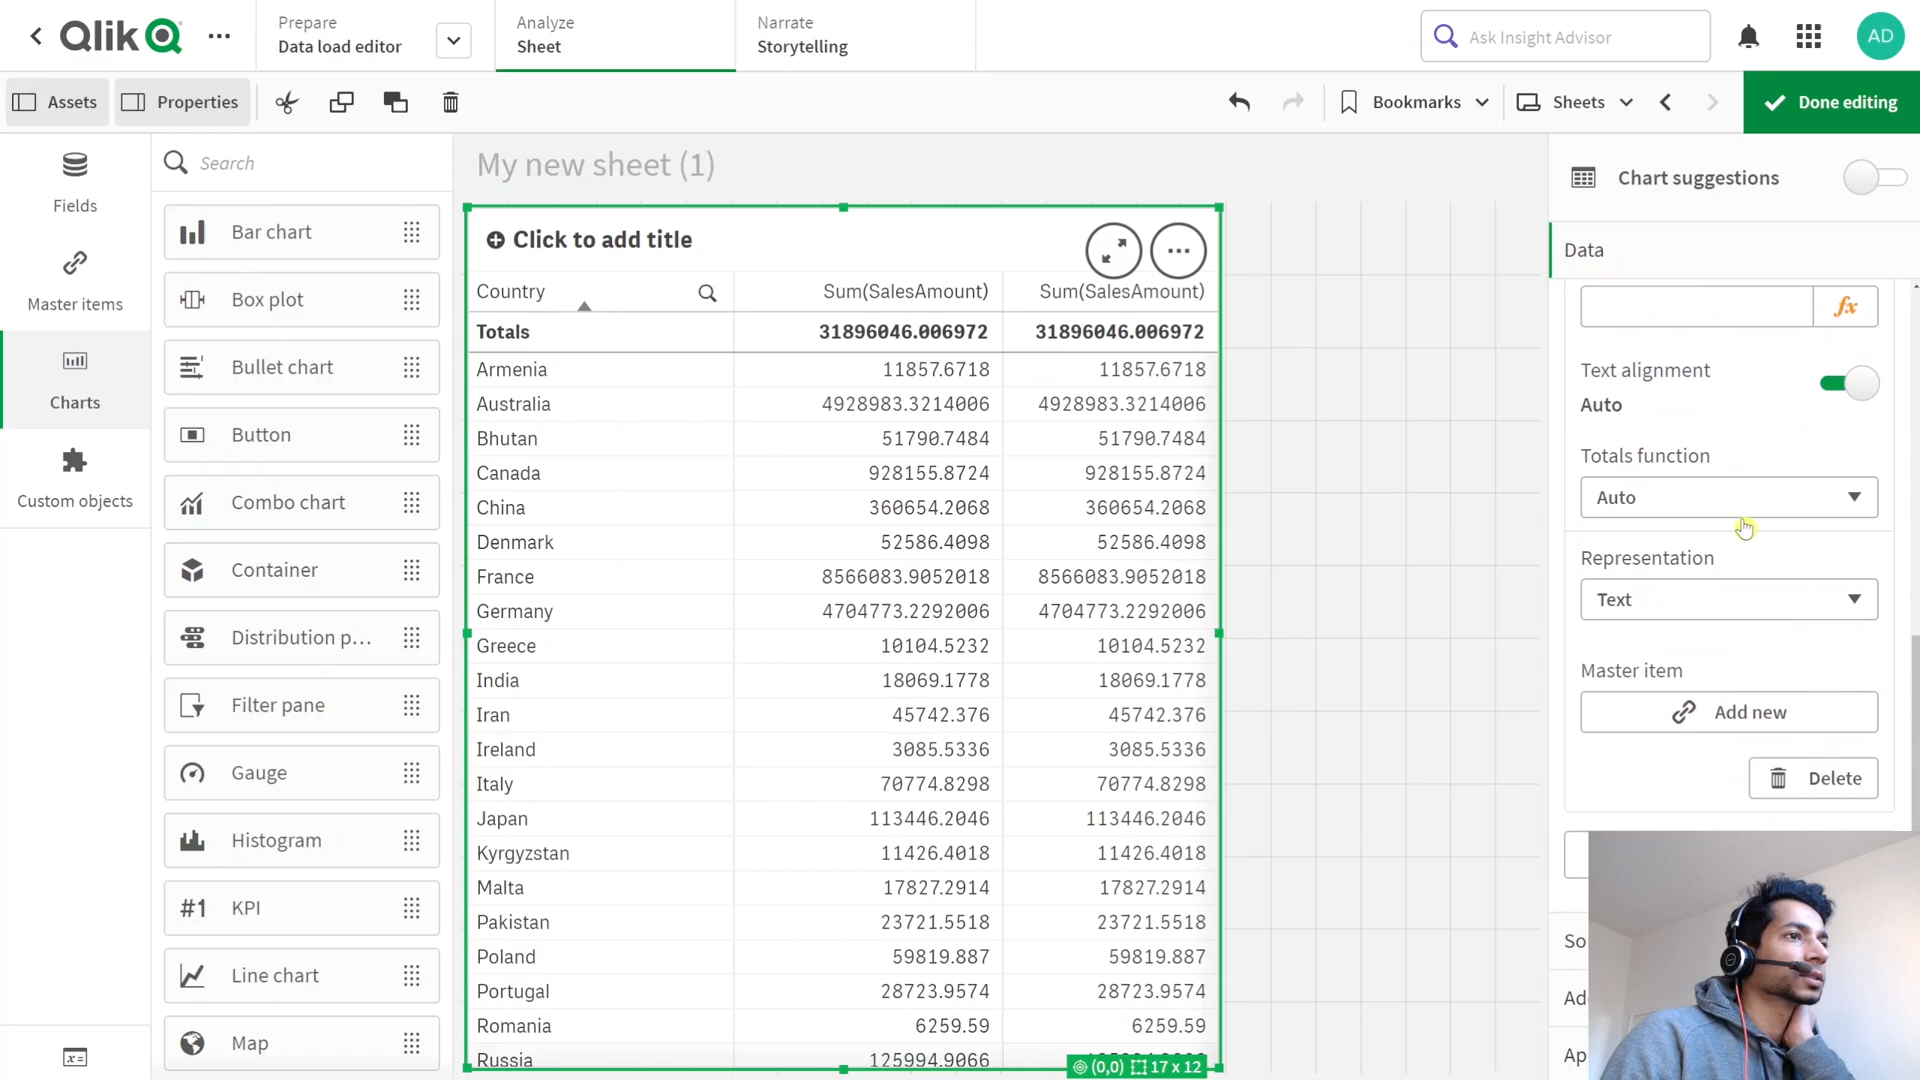 Qlik
Prepare
Data load editor
Analyze
Sheet
Narrate
Storytelling
Ask Insight Advisor
AD
Assets
Properties
Bookmarks
Sheets
Done editing
Fields
Master items
Charts
Custom objects
Search
Bar chart
Box plot
Bullet chart
Button
Combo chart
Container
Distribution p...
Filter pane
Gauge
Histogram
#1 KPI
Line chart
Map
My new sheet (1)
Click to add title
Country Sum(SalesAmount) Sum(SalesAmount)
Totals 31896046.006972 31896046.006972
Armenia 11857.6718 11857.6718
Australia 4928983.3214006 4928983.3214006
Bhutan 51790.7484 51790.7484
Canada 928155.8724 928155.8724
China 360654.2068 360654.2068
Denmark 52586.4098 52586.4098
France 8566083.9052018 8566083.9052018
Germany 4704773.2292006 4704773.2292006
Greece 10104.5232 10104.5232
India 18069.1778 18069.1778
Iran 45742.376 45742.376
Ireland 3085.5336 3085.5336
Italy 70774.8298 70774.8298
Japan 113446.2046 113446.2046
Kyrgyzstan 11426.4018 11426.4018
Malta 17827.2914 17827.2914
Pakistan 23721.5518 23721.5518
Poland 59819.887 59819.887
Portugal 28723.9574 28723.9574
Romania 6259.59 6259.59
Russia 125994.9066
(0,0) 17 x 12
Chart suggestions
Data
fx
Text alignment
Auto
Totals function
Auto
Representation
Text
Master item
Add new
Delete
So
Ad
Ap